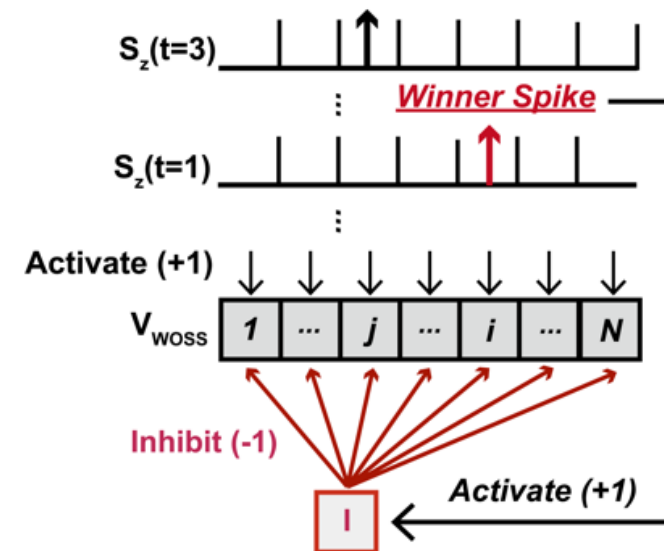 S_z(t=3)
...
Winner Spike
S_z(t=1)
...
Activate (+1)
V_WOSS 1 ... j ... i ... N
Inhibit (-1)
Activate (+1)
I